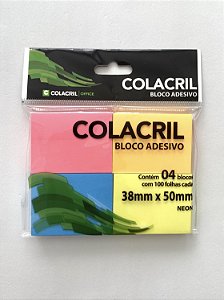 COLACRIL
BLOCO ADESIVO
COLACRIL OFFICE
COLACRIL
BLOCO ADESIVO
Contém 04 blocos
com 100 folhas cada
38mm x 50mm
NEON